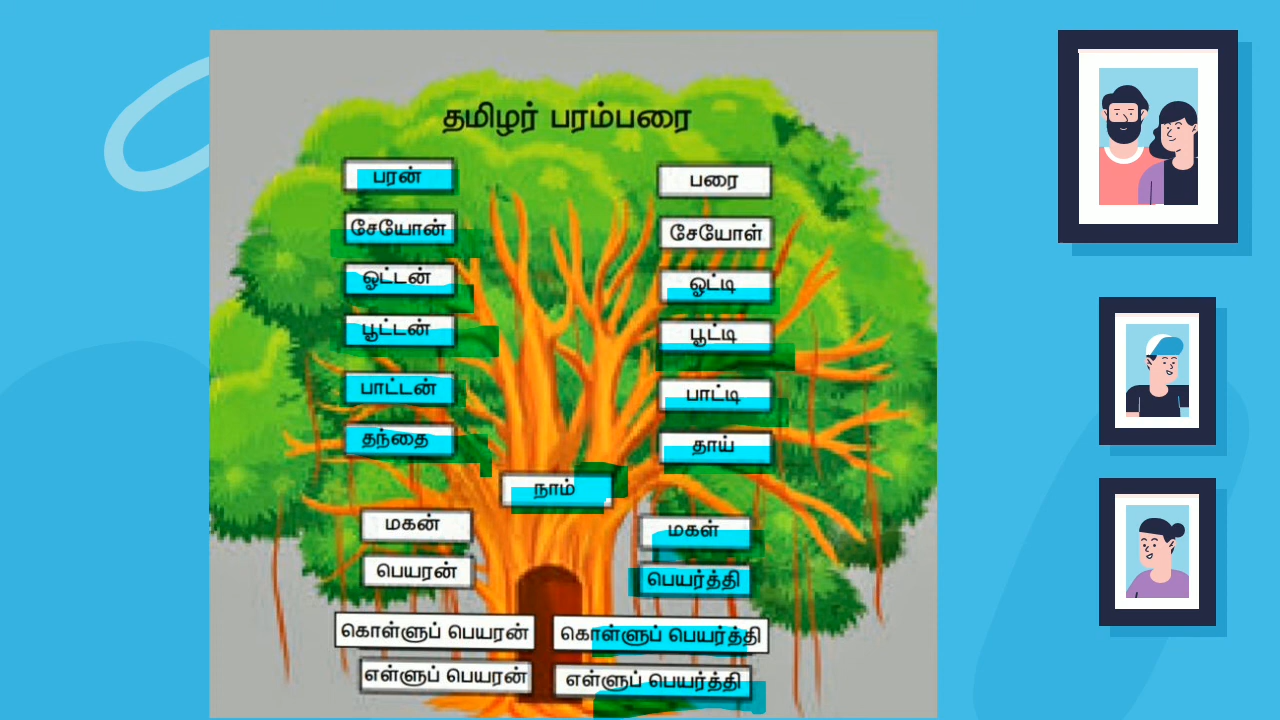 தமிழர் பரம்பரை
பரன் பரை
சேயோன் சேயோள்
ஓட்டன் ஓட்டி
பூட்டன் பூட்டி
பாட்டன் பாட்டி
தந்தை தாய்
நாம்
மகன் மகள்
பெயரன் பெயர்த்தி
கொள்ளுப் பெயரன் கொள்ளுப் பெயர்த்தி
எள்ளுப் பெயரன் எள்ளுப் பெயர்த்தி